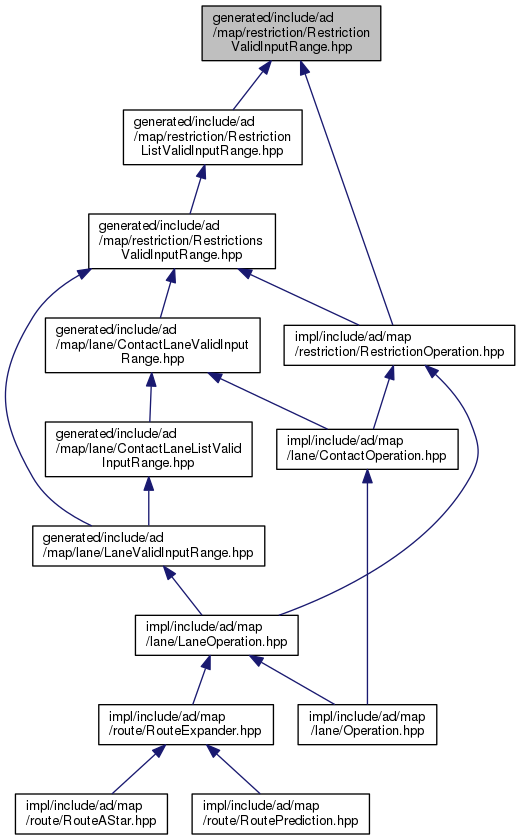 generated/include/ad
/map/restriction/Restriction
ValidInputRange.hpp
generated/include/ad
/map/restriction/Restriction
ListValidInputRange.hpp
generated/include/ad
/map/restriction/Restrictions
ValidInputRange.hpp
generated/include/ad
/map/lane/ContactLaneValidInput
Range.hpp
impl/include/ad/map
/restriction/RestrictionOperation.hpp
generated/include/ad
/map/lane/ContactLaneListValid
InputRange.hpp
impl/include/ad/map
/lane/ContactOperation.hpp
generated/include/ad
/map/lane/LaneValidInputRange.hpp
impl/include/ad/map
/lane/LaneOperation.hpp
impl/include/ad/map
/route/RouteExpander.hpp
impl/include/ad/map
/lane/Operation.hpp
impl/include/ad/map
/route/RouteAStar.hpp
impl/include/ad/map
/route/RoutePrediction.hpp